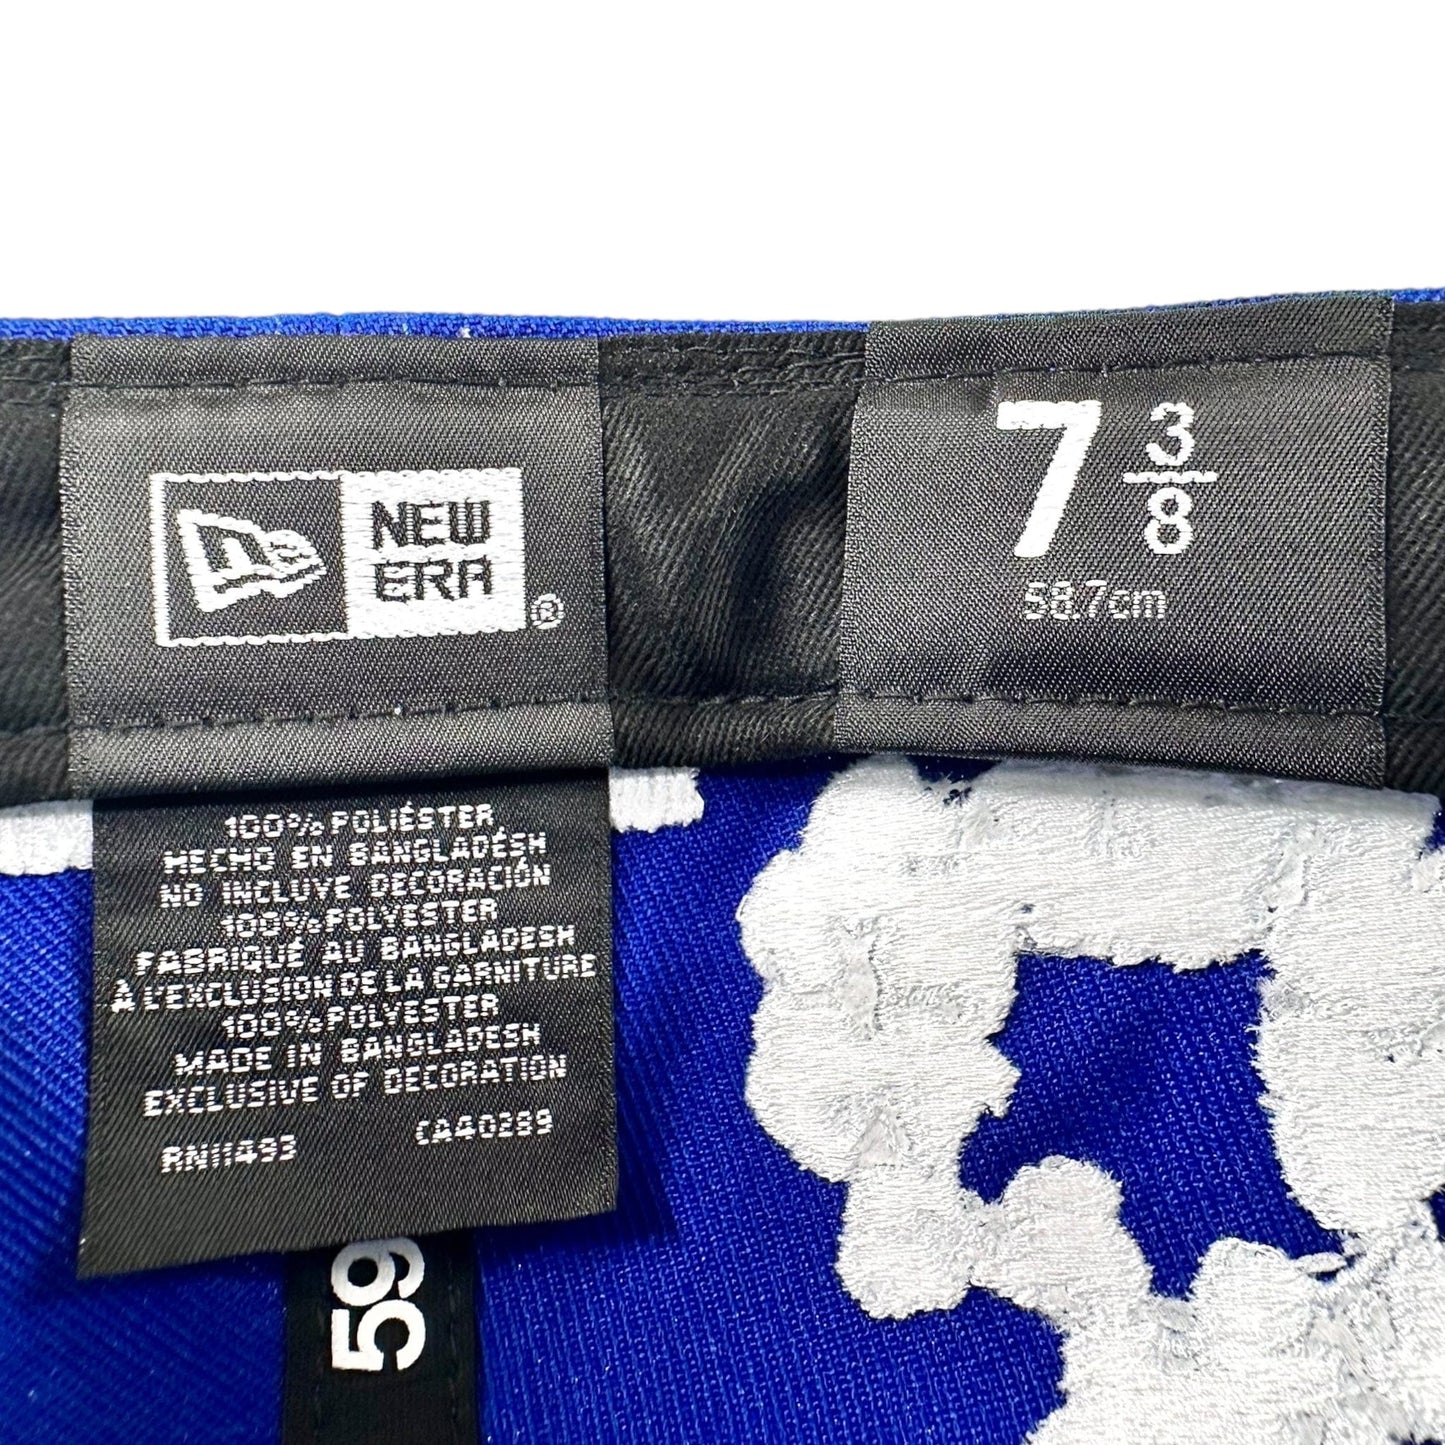 NEW
ERA
®
7 3/8
58.7cm
100% POLIÉSTER
HECHO EN BANGLADÉSH
NO INCLUYE DECORACIÓN
100% POLYESTER
FABRIQUÉ AU BANGLADESH
À L'EXCLUSION DE LA GARNITURE
100% POLYESTER
MADE IN BANGLADESH
EXCLUSIVE OF DECORATION
RN11493 CA40299
59